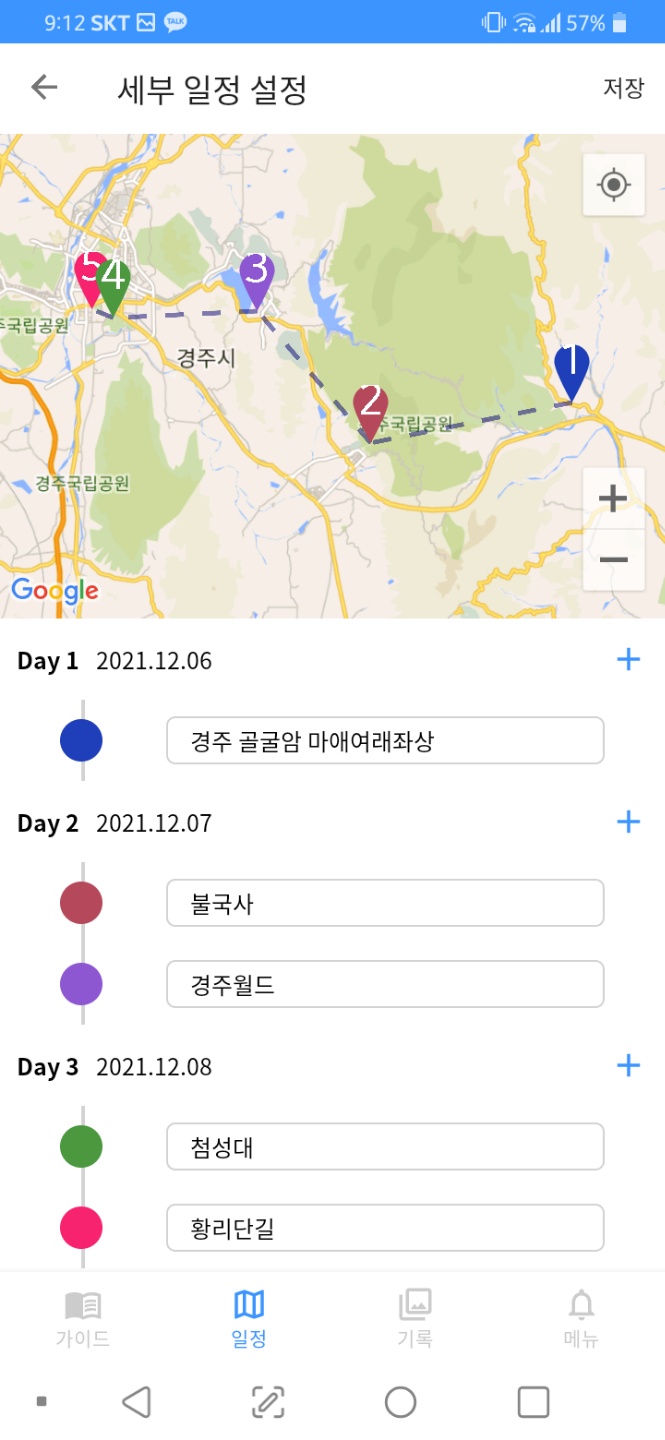 9:12 SKT TALK 57%
세부 일정 설정 저장
5 4 3
주국립공원
경주시
1
2
주국립공원
경주국립공원
+
−
Google
Day 1 2021.12.06 +
경주 골굴암 마애여래좌상
Day 2 2021.12.07 +
불국사
경주월드
Day 3 2021.12.08 +
첨성대
황리단길
가이드 일정 기록 메뉴